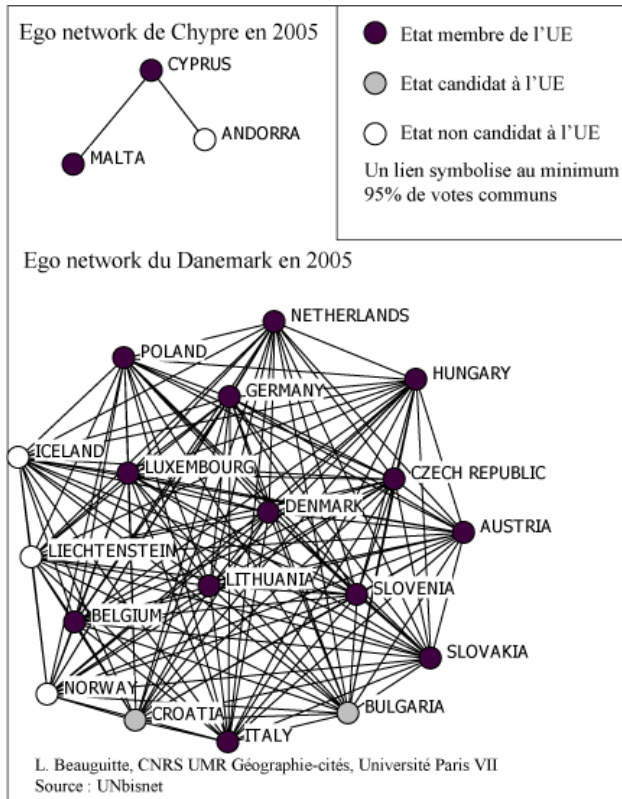 Ego network de Chypre en 2005
CYPRUS
ANDORRA
MALTA
Etat membre de l'UE
Etat candidat à l'UE
Etat non candidat à l'UE
Un lien symbolise au minimum
95% de votes communs
Ego network du Danemark en 2005
NETHERLANDS
POLAND
HUNGARY
GERMANY
ICELAND
LUXEMBOURG
CZECH REPUBLIC
DENMARK
AUSTRIA
LIECHTENSTEIN
LITHUANIA
SLOVENIA
BELGIUM
SLOVAKIA
NORWAY
CROATIA
BULGARIA
ITALY
L. Beauguitte, CNRS UMR Géographie-cités, Université Paris VII
Source : UNbisnet